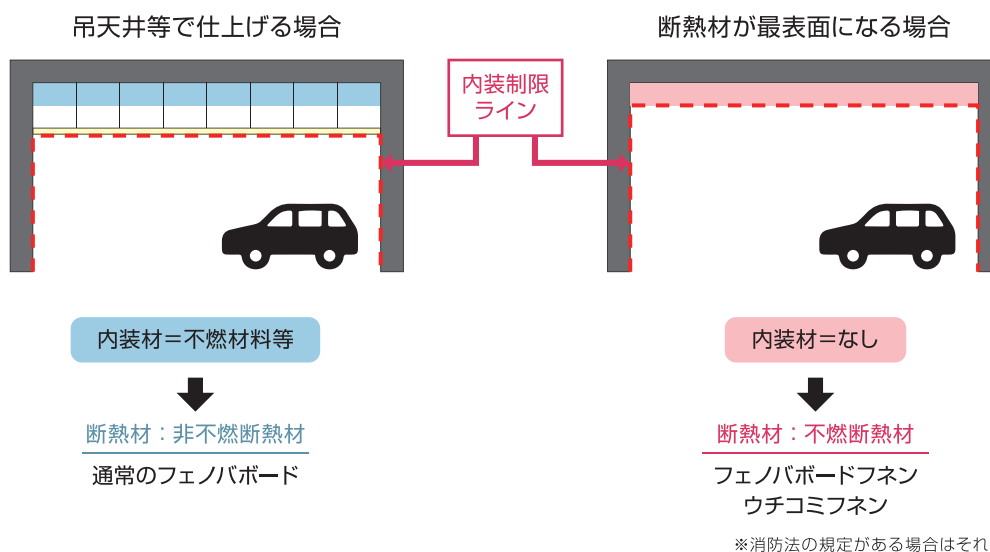 吊天井等で仕上げる場合
断熱材が最表面になる場合
内装制限
ライン
内装材＝不燃材料等
断熱材：非不燃断熱材
通常のフェノバボード
内装材＝なし
断熱材：不燃断熱材
フェノバボードフネン
ウチコミフネン
※消防法の規定がある場合はそれ